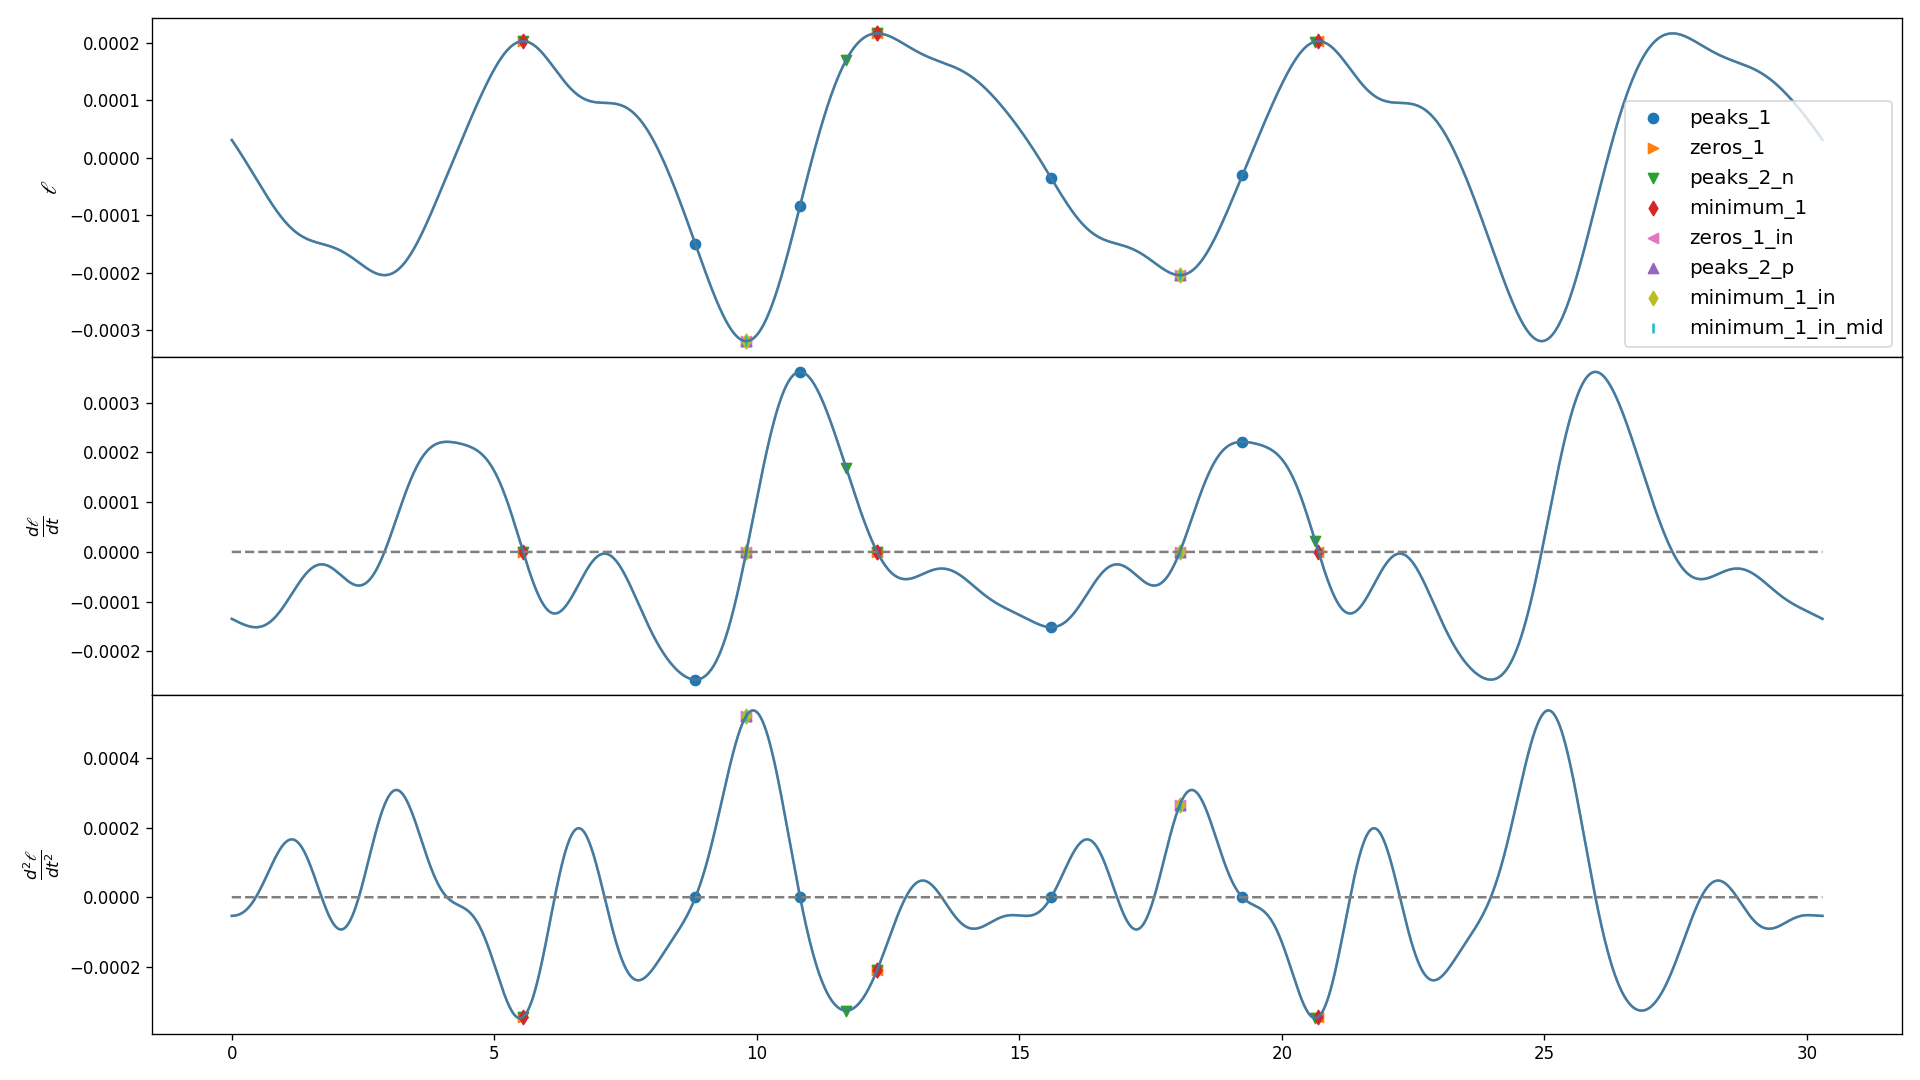 0.0002
0.0001
0.0000
−0.0001
−0.0002
−0.0003
ℓ
peaks_1
zeros_1
peaks_2_n
minimum_1
zeros_1_in
peaks_2_p
minimum_1_in
minimum_1_in_mid
0.0003
0.0002
0.0001
0.0000
−0.0001
−0.0002
dℓ
dt
0.0004
0.0002
0.0000
−0.0002
d²ℓ
dt²
0 5 10 15 20 25 30